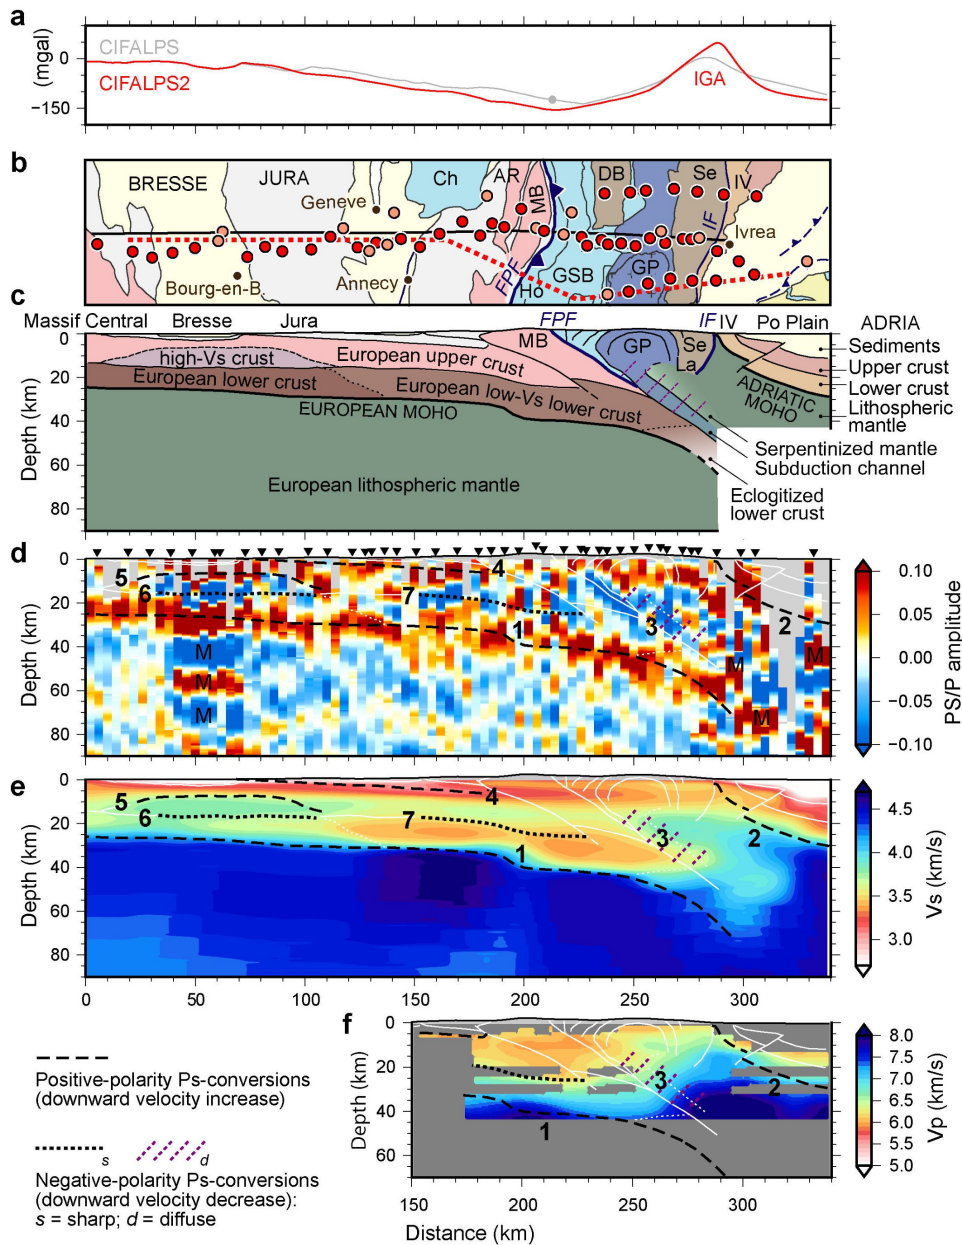 a
(mgal)
0
−150
CIFALPS
CIFALPS2
IGA
b
BRESSE
JURA
Geneve
Ch
AR
MB
DB
Se
IV
IF
Ivrea
Bourg-en-B.
Annecy
FPF
Ho
GSB
GP
c
Massif Central
Bresse
Jura
FPF
IF
IV
Po Plain
ADRIA
Depth (km)
0
20
40
60
80
high-Vs crust
European upper crust
European lower crust
European low-Vs lower crust
EUROPEAN MOHO
European lithospheric mantle
MB
GP
Se
La
ADRIATIC
MOHO
Sediments
Upper crust
Lower crust
Lithospheric
mantle
Serpentinized mantle
Subduction channel
Eclogitized
lower crust
d
Depth (km)
0
20
40
60
80
5
6
7
4
1
3
2
M
M
M
M
M
M
0.10
0.05
0.00
−0.05
−0.10
PS/P amplitude
e
Depth (km)
0
20
40
60
80
5
6
7
4
1
3
2
4.5
4.0
3.5
3.0
Vs (km/s)
0
50
100
150
200
250
300
f
Depth (km)
0
20
40
60
3
2
1
8.0
7.5
7.0
6.5
6.0
5.5
5.0
Vp (km/s)
150
200
250
300
Distance (km)
Positive-polarity Ps-conversions
(downward velocity increase)
s
d
Negative-polarity Ps-conversions
(downward velocity decrease):
s = sharp; d = diffuse